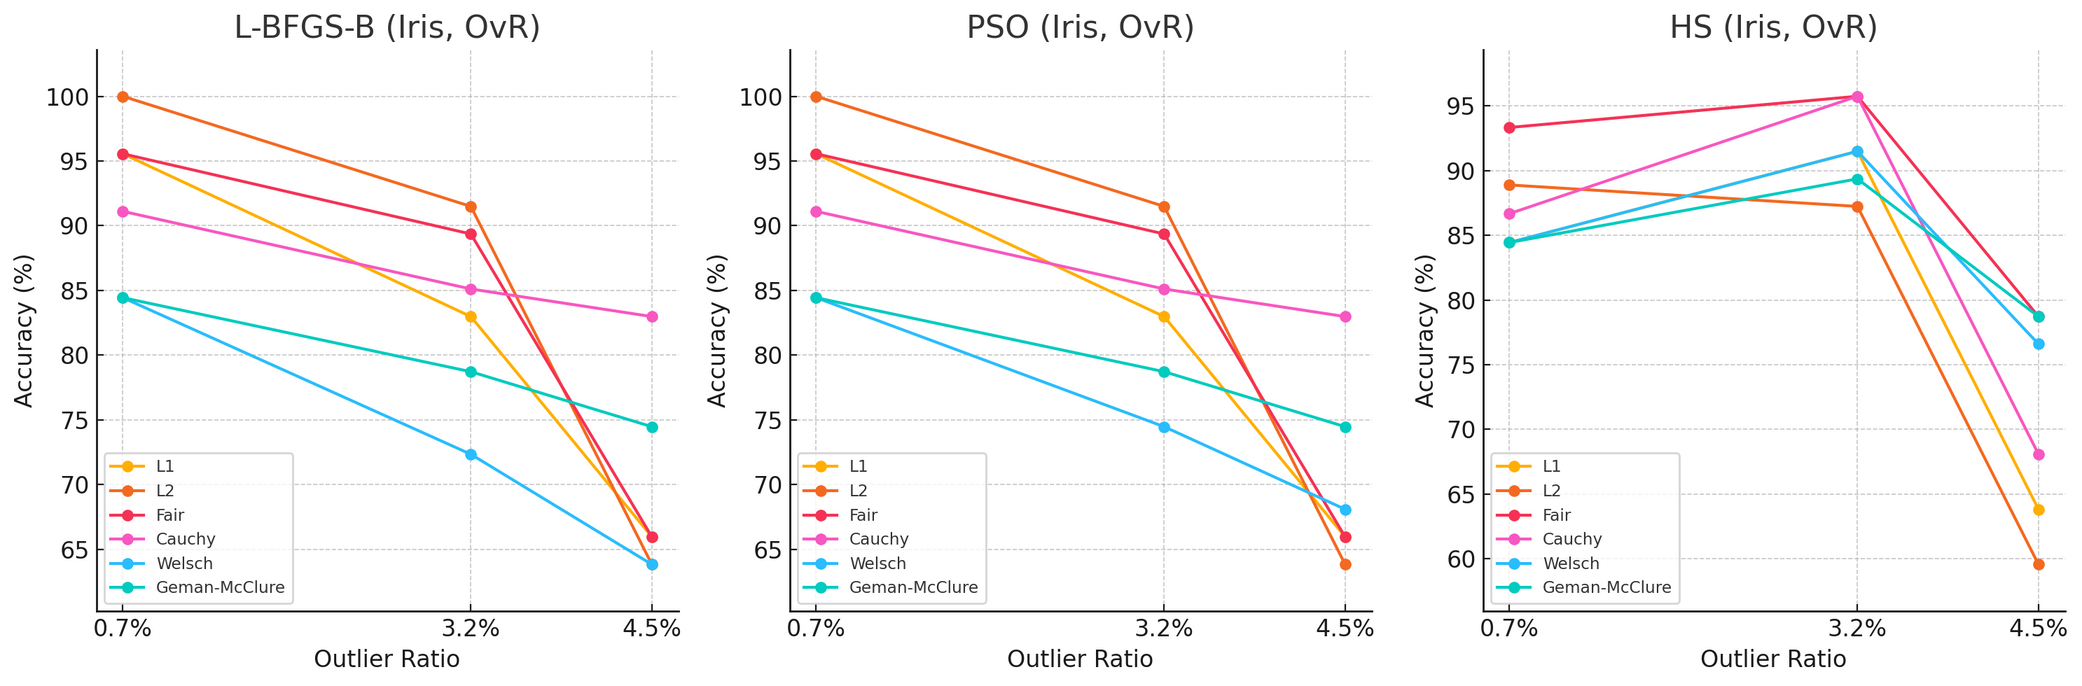 L-BFGS-B (Iris, OvR)
100
95
90
85
80
75
70
65
Accuracy (%)
L1
L2
Fair
Cauchy
Welsch
Geman-McClure
0.7%
3.2%
4.5%
Outlier Ratio
PSO (Iris, OvR)
100
95
90
85
80
75
70
65
Accuracy (%)
L1
L2
Fair
Cauchy
Welsch
Geman-McClure
0.7%
3.2%
4.5%
Outlier Ratio
HS (Iris, OvR)
95
90
85
80
75
70
65
60
Accuracy (%)
L1
L2
Fair
Cauchy
Welsch
Geman-McClure
0.7%
3.2%
4.5%
Outlier Ratio